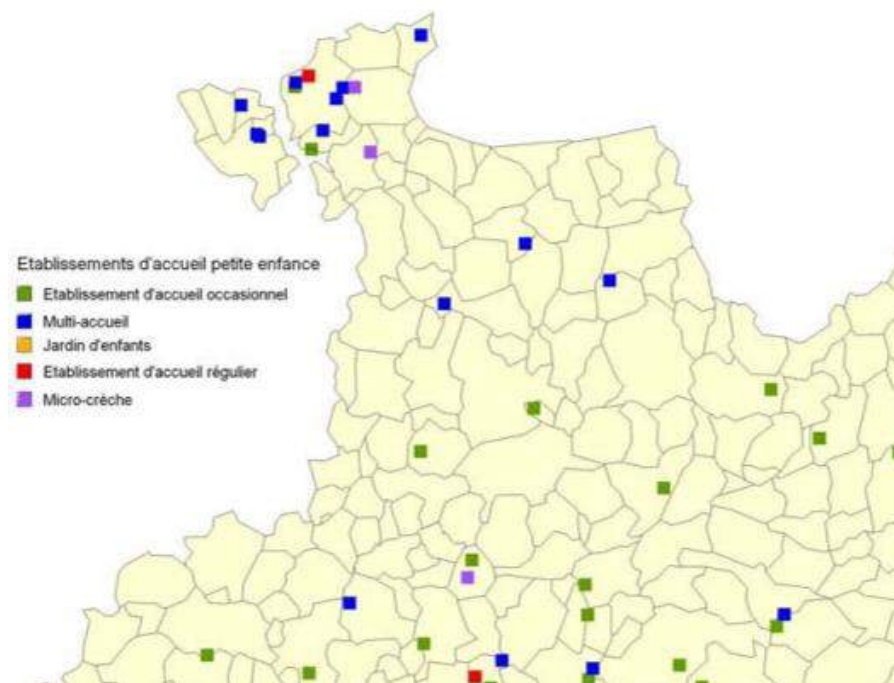 Etablissements d'accueil petite enfance
Etablissement d'accueil occasionnel
Multi-accueil
Jardin d'enfants
Etablissement d'accueil régulier
Micro-crèche